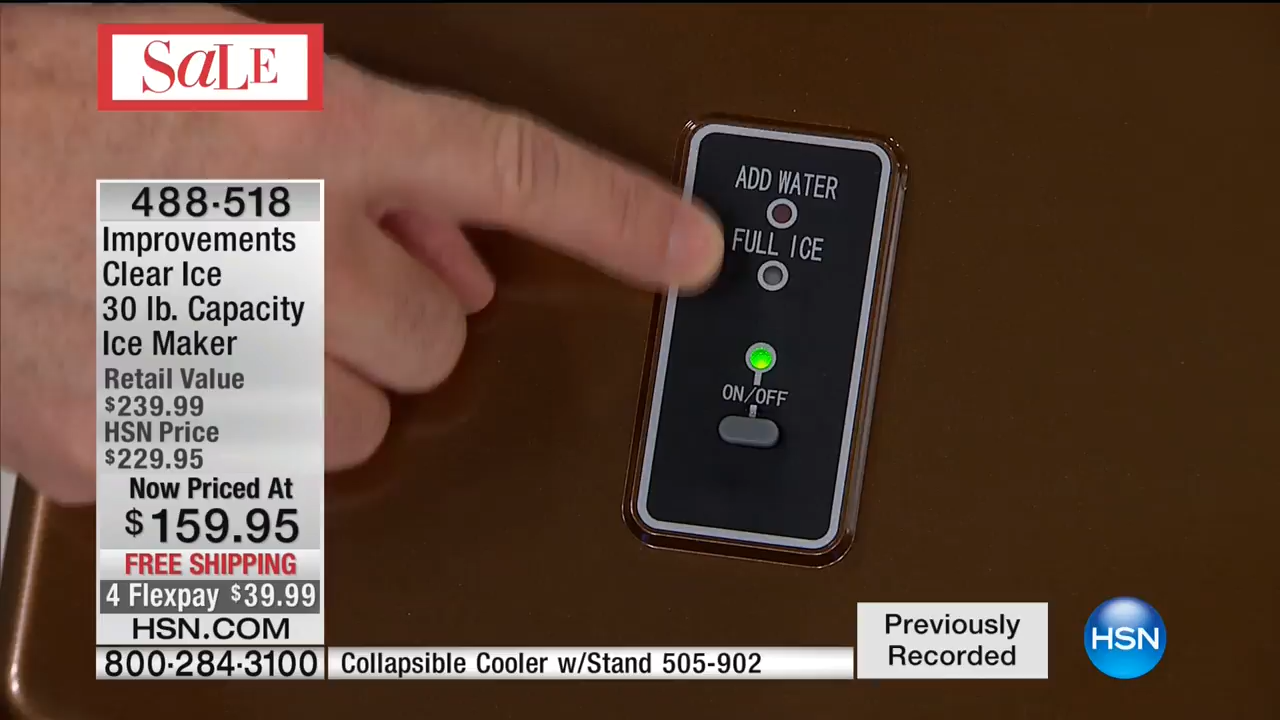 SaLE
488-518
Improvements
Clear Ice
30 lb. Capacity
Ice Maker
Retail Value
$239.99
HSN Price
$229.95
Now Priced At
$159.95
FREE SHIPPING
4 Flexpay $39.99
HSN.COM
800-284-3100
Collapsible Cooler w/Stand 505-902
ADD WATER
FULL ICE
ON/OFF
Previously
Recorded
HSN